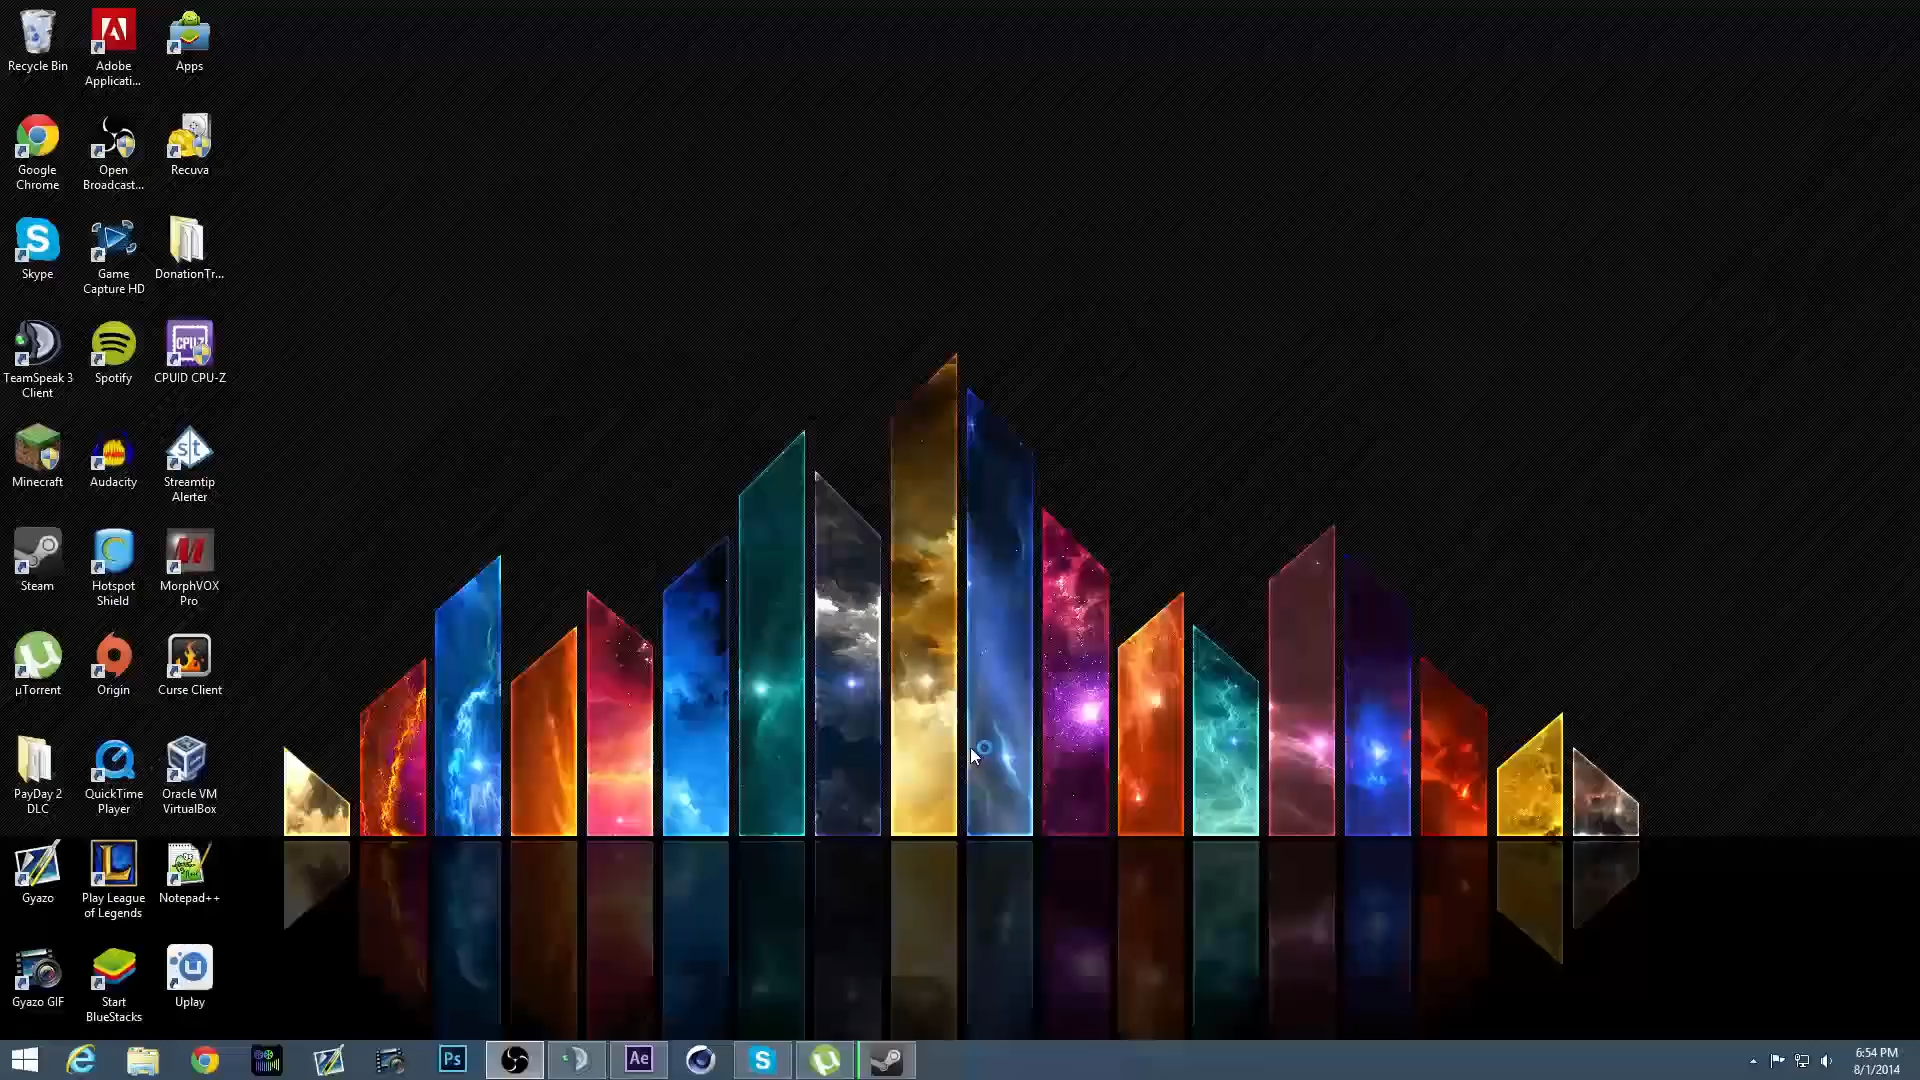 Recycle Bin
Adobe
Applicati...
Apps
Google
Chrome
Open
Broadcast...
Recuva
S
Skype
Game
Capture HD
DonationTr...
TeamSpeak 3
Client
Spotify
CPUZ
CPUID CPU-Z
Minecraft
Audacity
st
Streamtip
Alerter
Steam
Hotspot
Shield
M
MorphVOX
Pro
µTorrent
Origin
Curse Client
PayDay 2
DLC
QuickTime
Player
Oracle VM
VirtualBox
Gyazo
L
Play League
of Legends
Notepad++
Gyazo GIF
Start
BlueStacks
Uplay
Ps
Ae
S
6:54 PM
8/1/2014